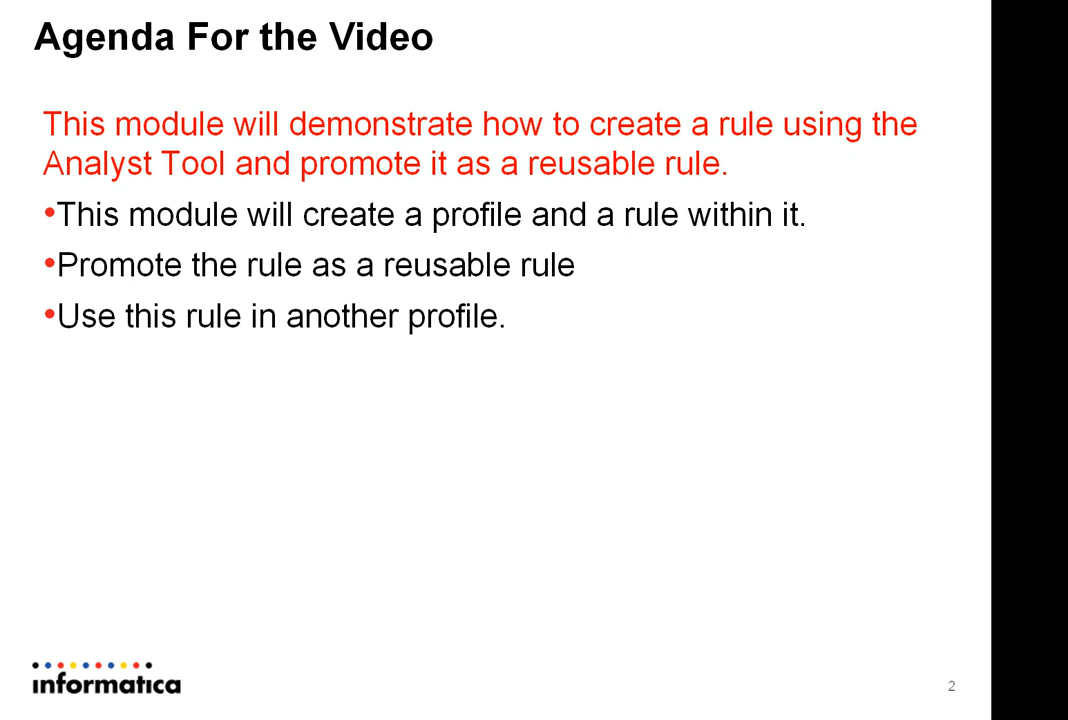 Agenda For the Video
This module will demonstrate how to create a rule using the
Analyst Tool and promote it as a reusable rule.
•This module will create a profile and a rule within it.
•Promote the rule as a reusable rule
•Use this rule in another profile.
informatica
2